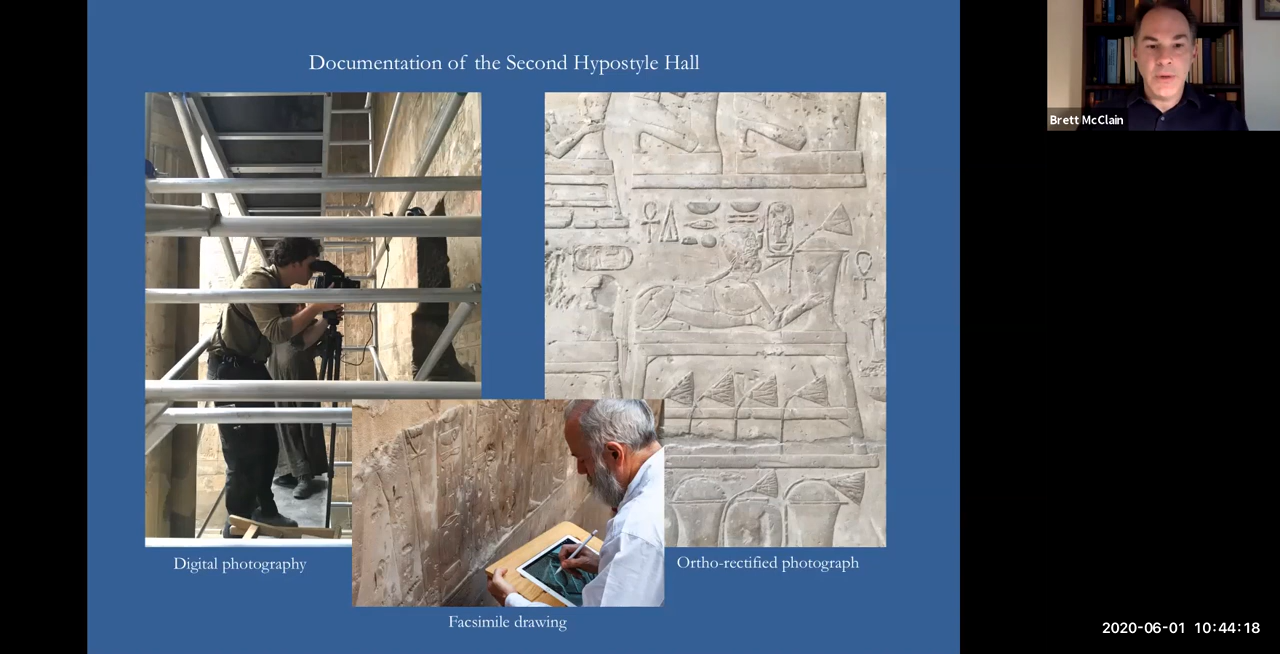 Documentation of the Second Hypostyle Hall
Brett McClain
Digital photography
Ortho-rectified photograph
Facsimile drawing
2020-06-01 10:44:18